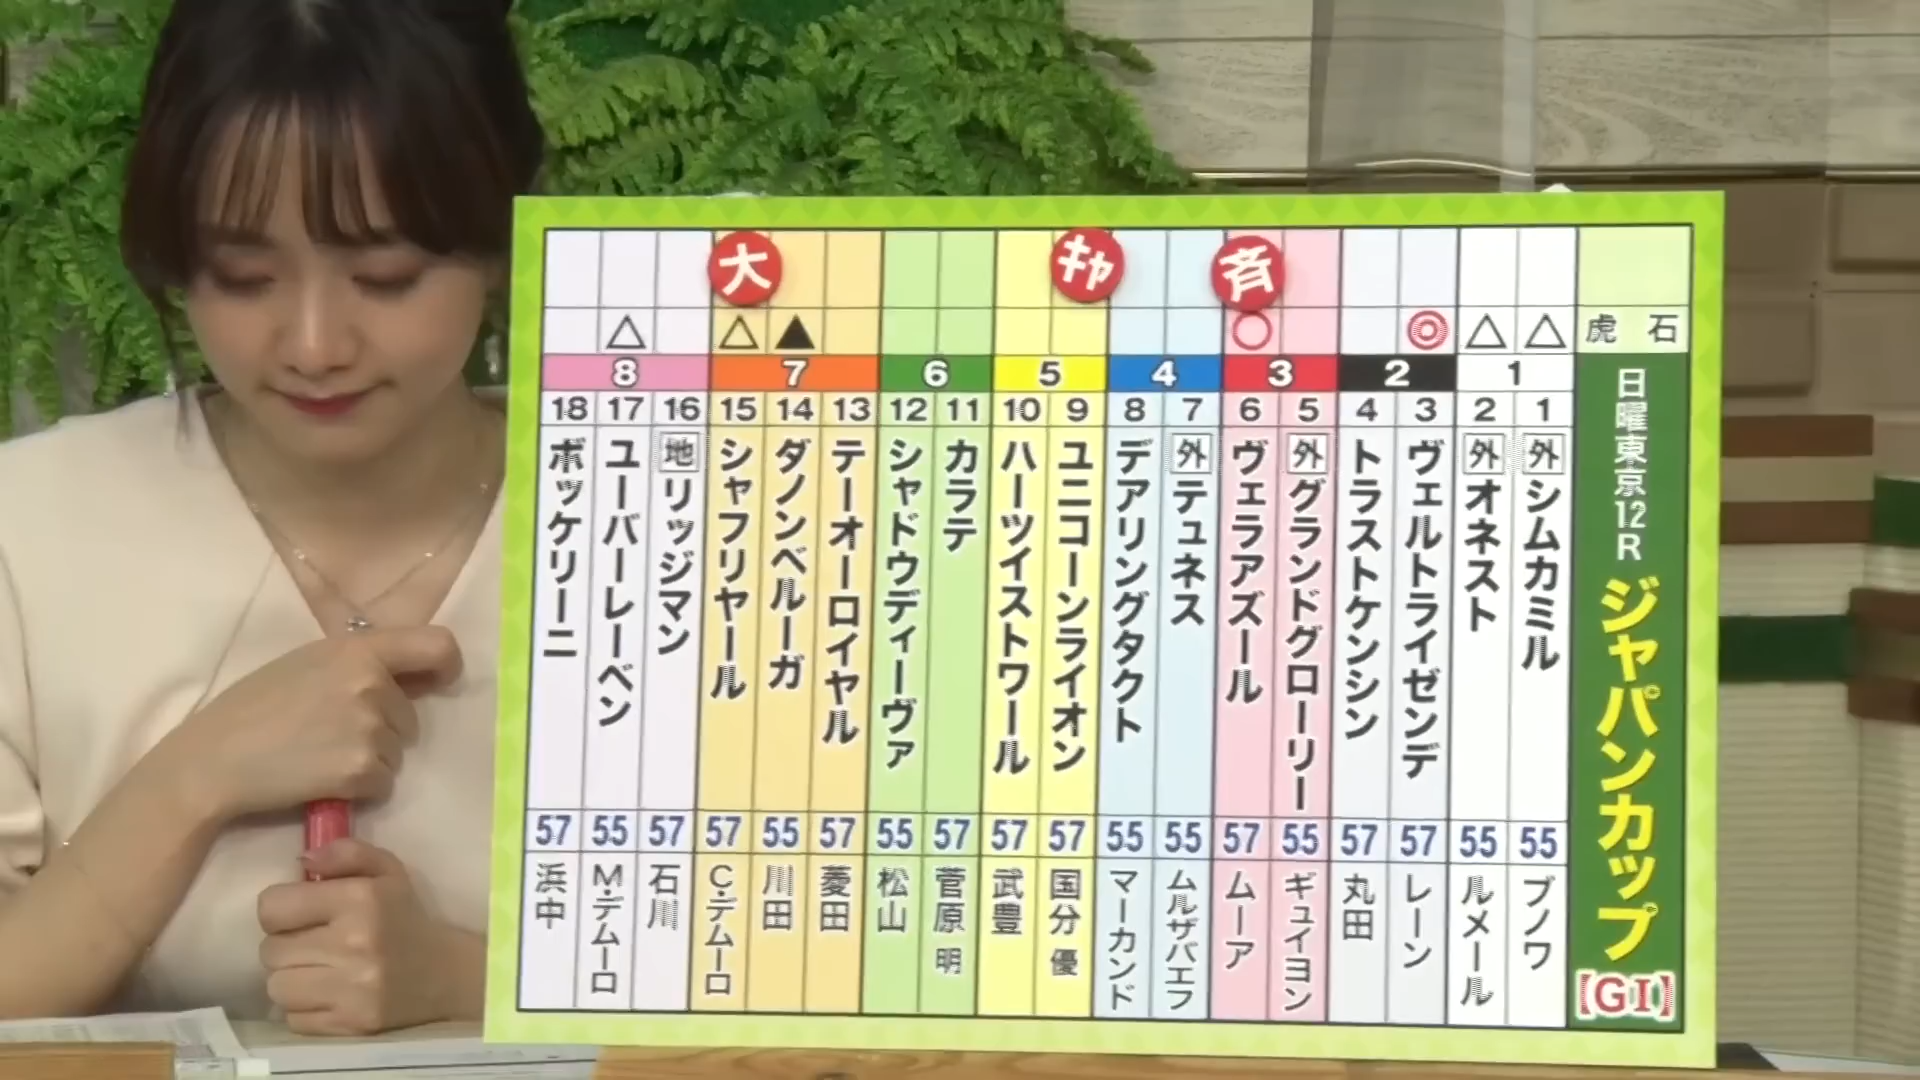 日曜東京12R ジャパンカップ【GⅠ】
虎石
大 キャ 斉
△ △ ▲ ○ ◎ △ △
8 7 6 5 4 3 2 1
18 17 16 15 14 13 12 11 10 9 8 7 6 5 4 3 2 1
外シムカミル 55 ブノワ
外オネスト 55 ルメール
ヴェルトライゼンデ 57 レーン
トラストケンシン 57 丸田
外グランドグローリー 55 ギュイヨン
ヴェラアズール 57 ムーア
外テュネス 55 ムルザバエフ
デアリングタクト 55 マーカンド
ユニコーンライオン 57 国分優
ハーツイストワール 57 武豊
カラテ 57 菅原明
シャドウディーヴァ 55 松山
テーオーロイヤル 57 菱田
ダノンベルーガ 55 川田
シャフリヤール 57 C・デムーロ
地リッジマン 57 石川
ユーバーレーベン 55 M・デムーロ
ボッケリーニ 57 浜中